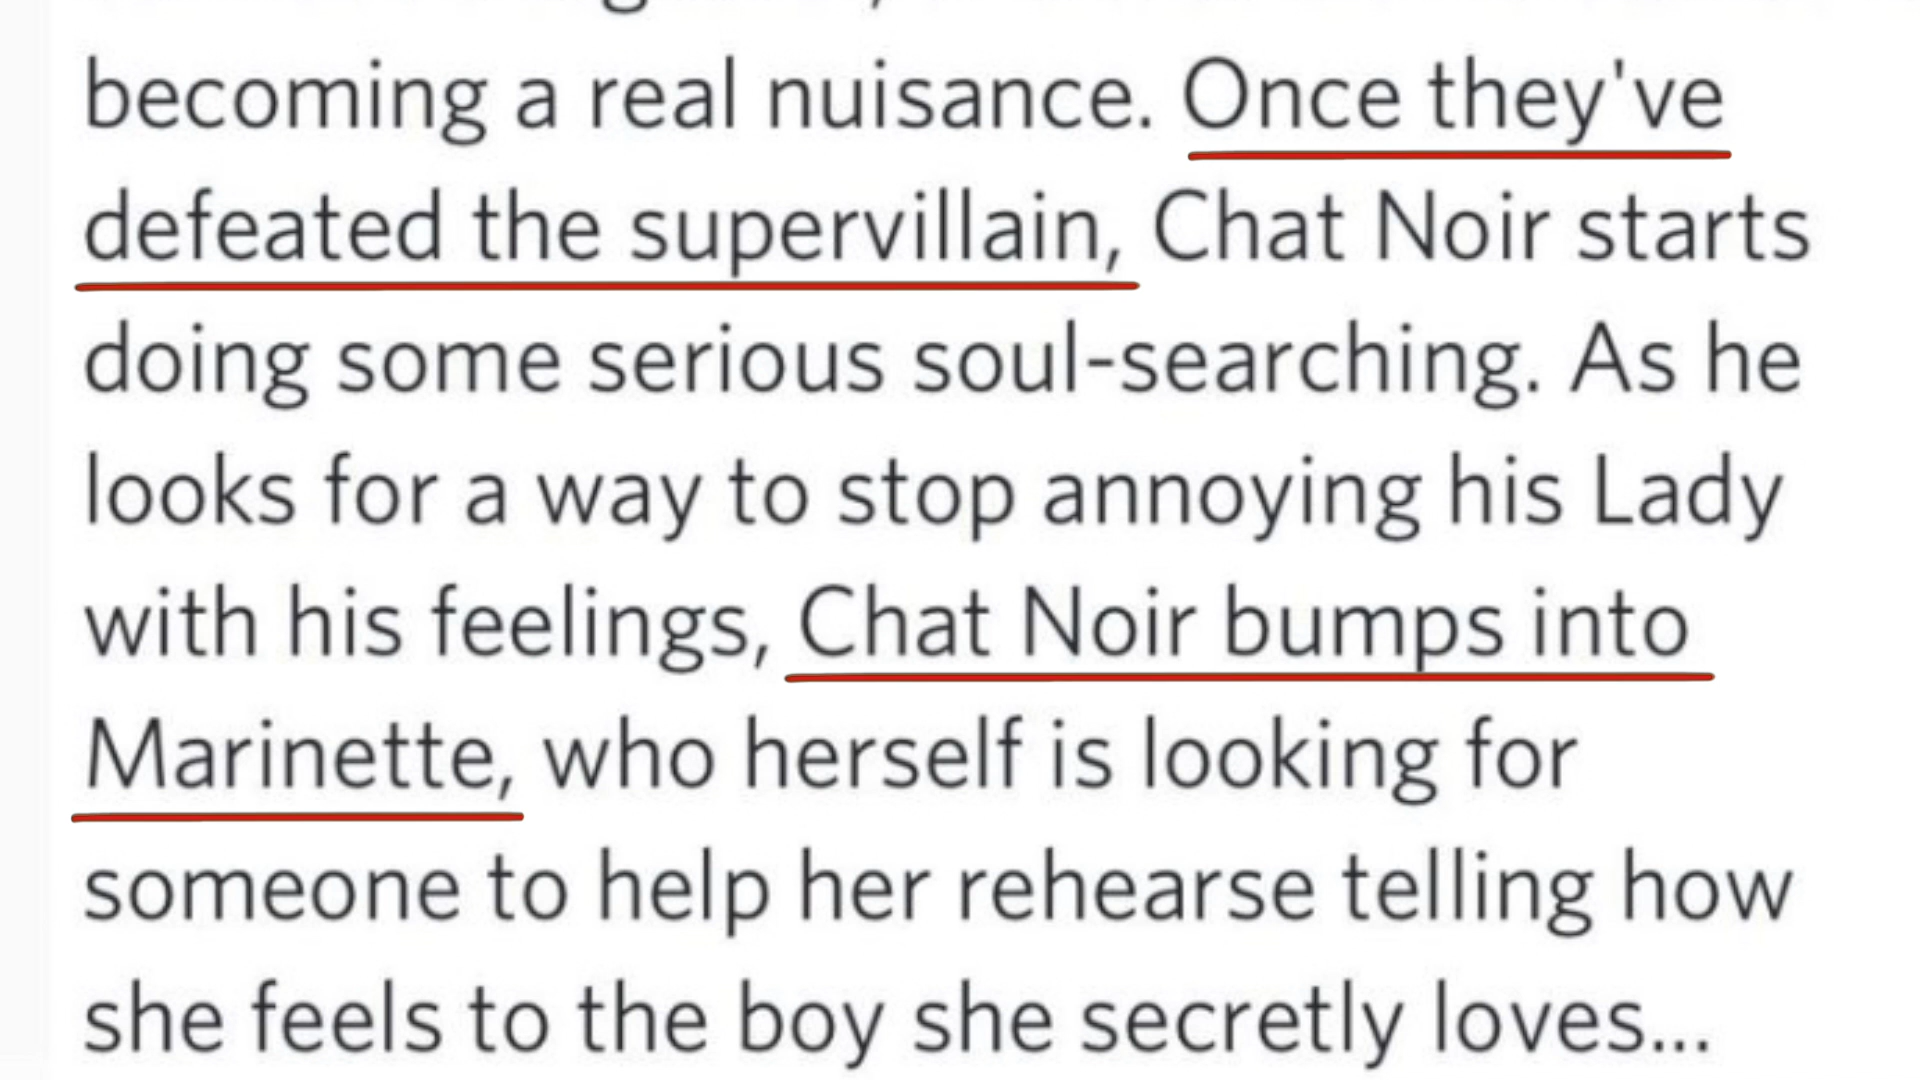 becoming a real nuisance. Once they've
defeated the supervillain, Chat Noir starts
doing some serious soul-searching. As he
looks for a way to stop annoying his Lady
with his feelings, Chat Noir bumps into
Marinette, who herself is looking for
someone to help her rehearse telling how
she feels to the boy she secretly loves...